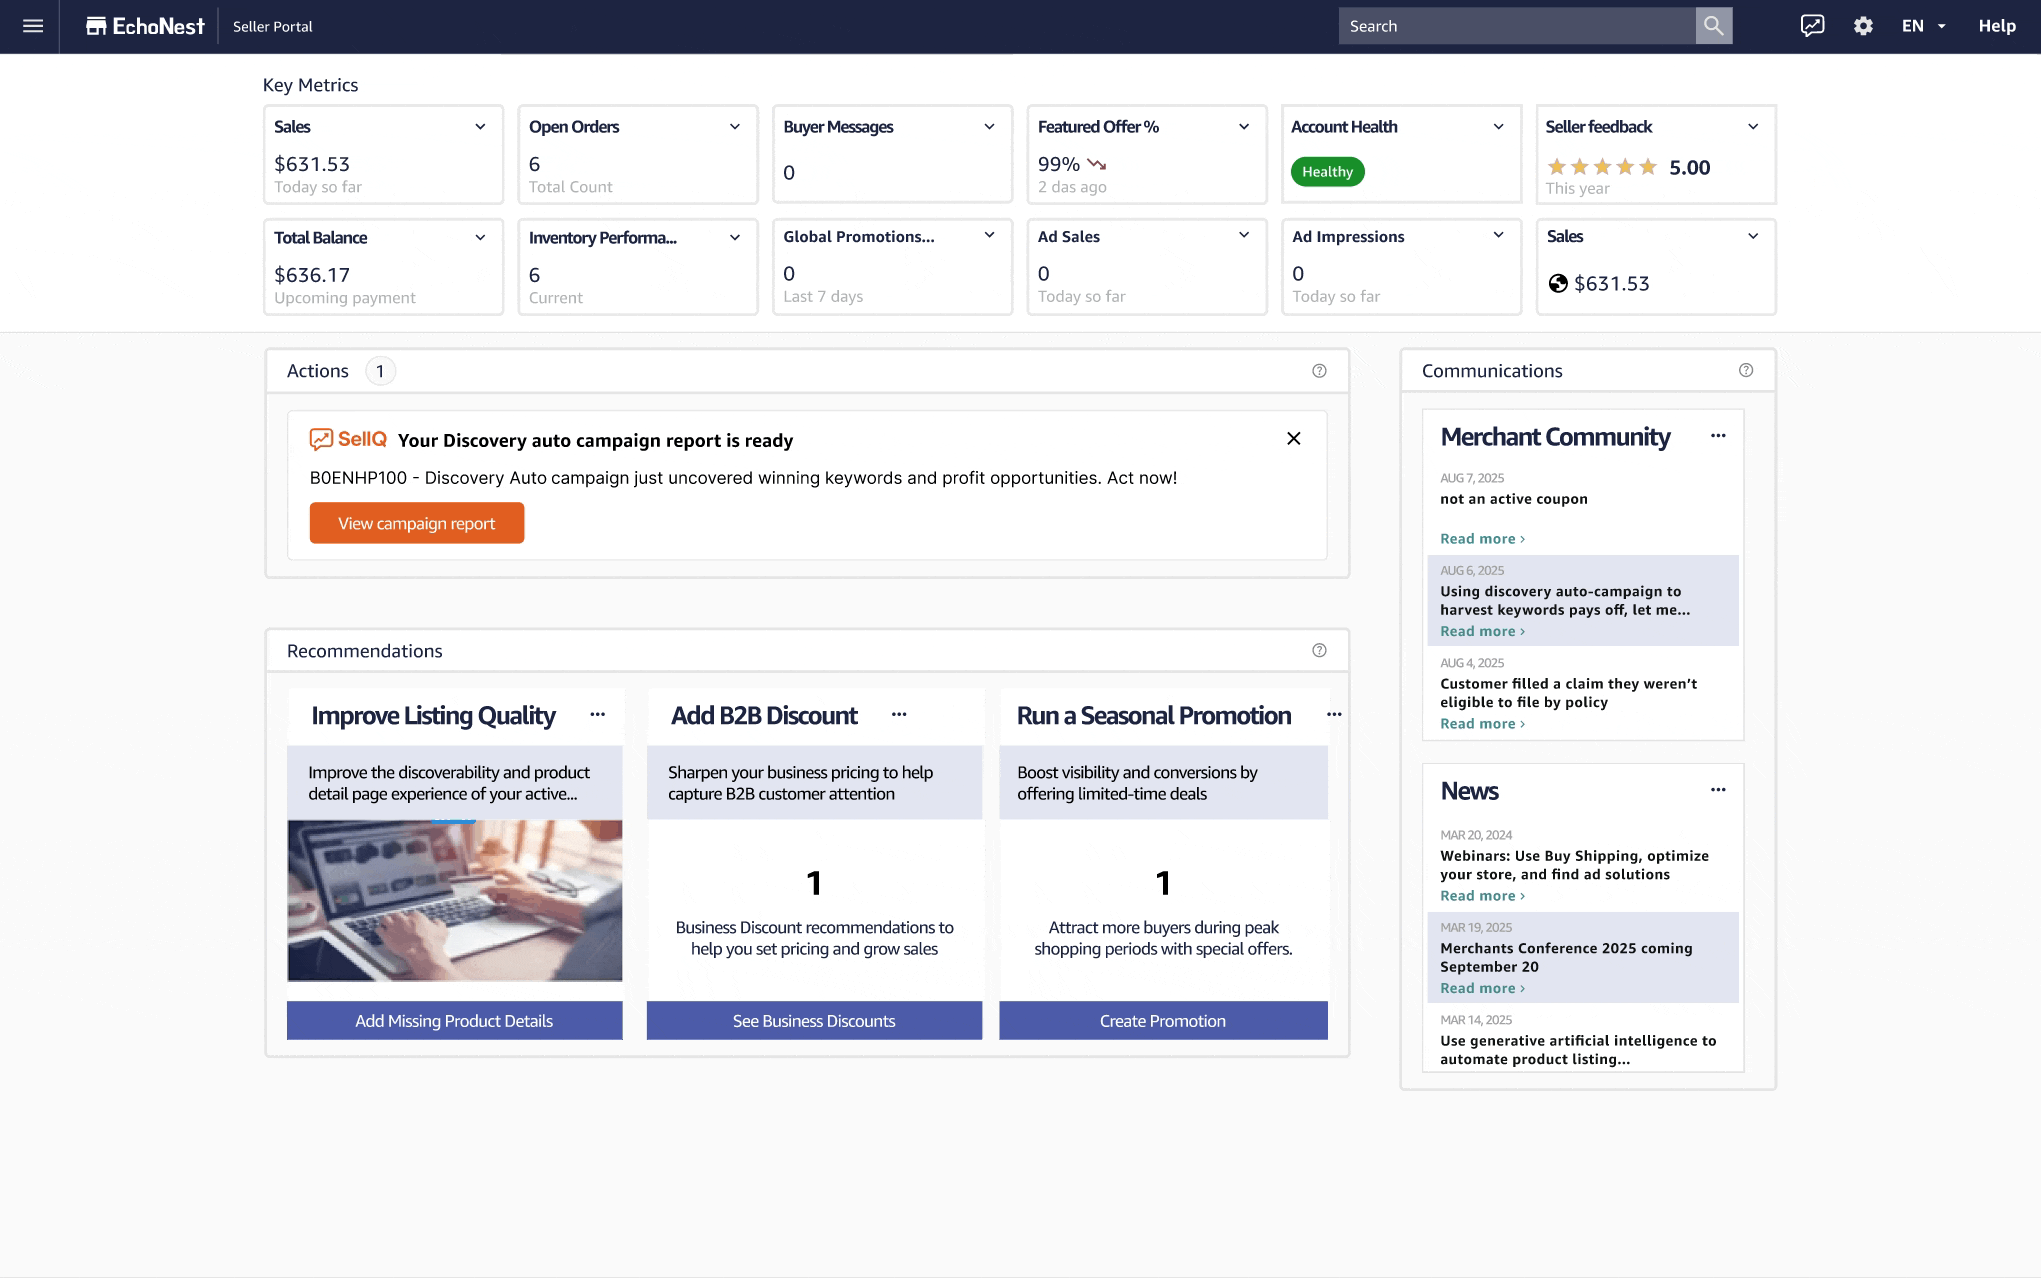 EchoNest
Seller Portal
Search
EN
Help
Key Metrics
Sales
$631.53
Today so far
Open Orders
6
Total Count
Buyer Messages
0
Featured Offer %
99%
2 das ago
Account Health
Healthy
Seller feedback
5.00
This year
Total Balance
$636.17
Upcoming payment
Inventory Performa...
6
Current
Global Promotions...
0
Last 7 days
Ad Sales
0
Today so far
Ad Impressions
0
Today so far
Sales
$631.53
Actions 1
SellQ Your Discovery auto campaign report is ready
B0ENHP100 - Discovery Auto campaign just uncovered winning keywords and profit opportunities. Act now!
View campaign report
Recommendations
Improve Listing Quality
Improve the discoverability and product
detail page experience of your active...
Add Missing Product Details
Add B2B Discount
Sharpen your business pricing to help
capture B2B customer attention
1
Business Discount recommendations to
help you set pricing and grow sales
See Business Discounts
Run a Seasonal Promotion
Boost visibility and conversions by
offering limited-time deals
1
Attract more buyers during peak
shopping periods with special offers.
Create Promotion
Communications
Merchant Community
AUG 7, 2025
not an active coupon
Read more ›
AUG 6, 2025
Using discovery auto-campaign to
harvest keywords pays off, let me...
Read more ›
AUG 4, 2025
Customer filled a claim they weren't
eligible to file by policy
Read more ›
News
MAR 20, 2024
Webinars: Use Buy Shipping, optimize
your store, and find ad solutions
Read more ›
MAR 19, 2025
Merchants Conference 2025 coming
September 20
Read more ›
MAR 14, 2025
Use generative artificial intelligence to
automate product listing...